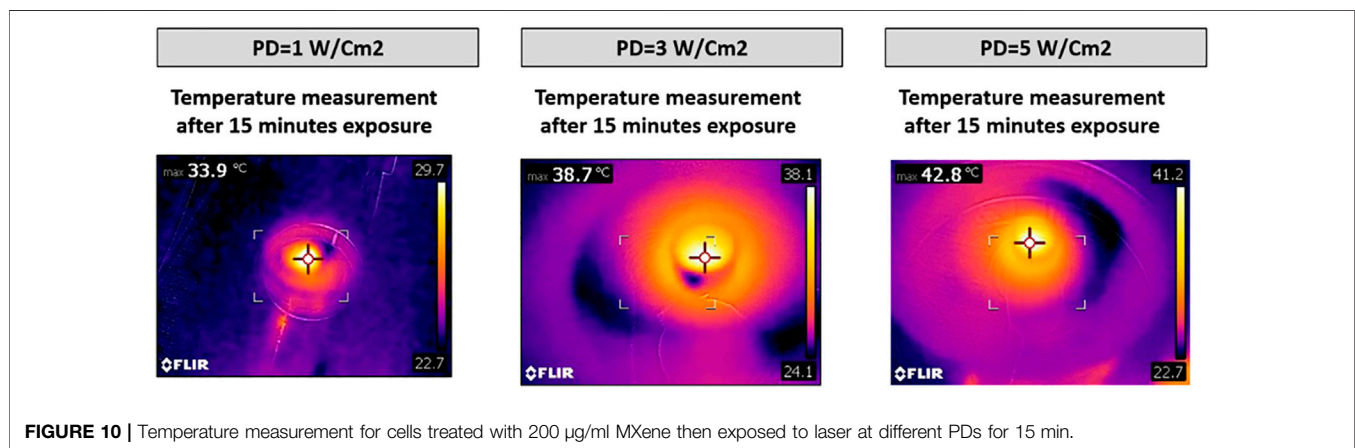 PD=1 W/Cm2
Temperature measurement
after 15 minutes exposure
max 33.9 °C
29.7
22.7
FLIR
PD=3 W/Cm2
Temperature measurement
after 15 minutes exposure
max 38.7 °C
38.1
24.1
FLIR
PD=5 W/Cm2
Temperature measurement
after 15 minutes exposure
max 42.8 °C
41.2
22.7
FLIR
FIGURE 10 | Temperature measurement for cells treated with 200 μg/ml MXene then exposed to laser at different PDs for 15 min.